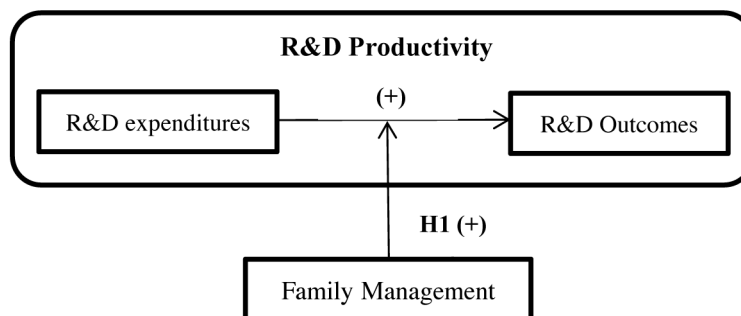 R&D Productivity
(+)
R&D expenditures
R&D Outcomes
H1 (+)
Family Management